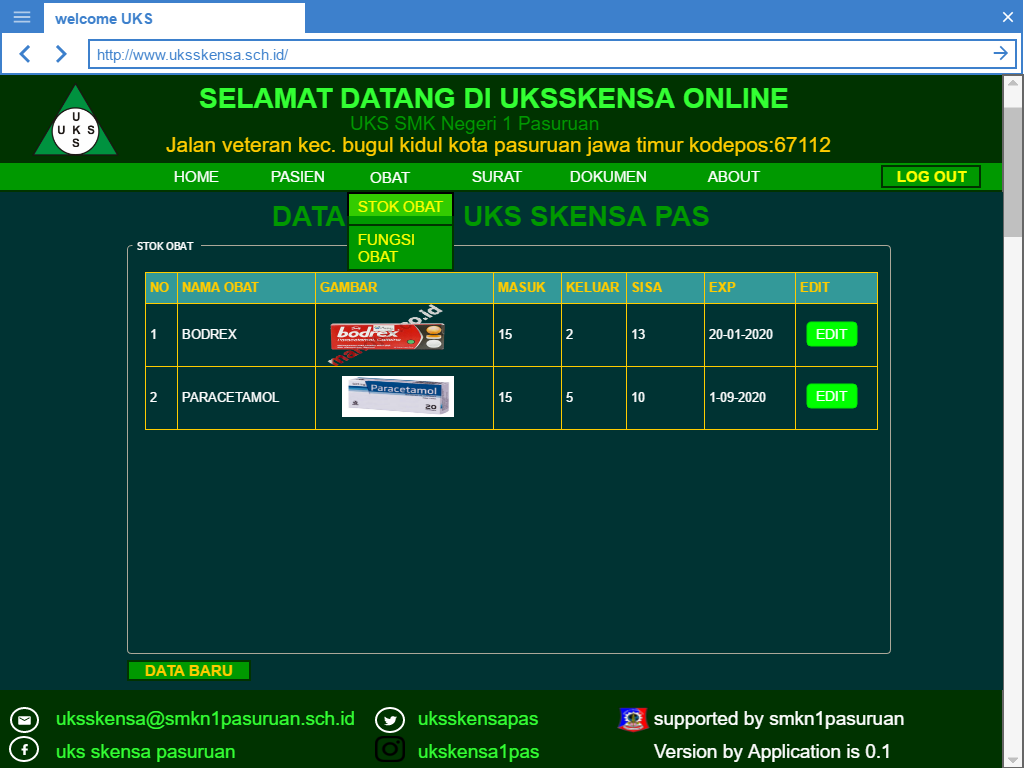 welcome UKS
http://www.uksskensa.sch.id/
U
U K S
K
S
SELAMAT DATANG DI UKSSKENSA ONLINE
UKS SMK Negeri 1 Pasuruan
Jalan veteran kec. bugul kidul kota pasuruan jawa timur kodepos:67112
HOME PASIEN OBAT SURAT DOKUMEN ABOUT LOG OUT
STOK OBAT
FUNGSI
OBAT
DATA UKS SKENSA PAS
STOK OBAT
NO NAMA OBAT GAMBAR MASUK KELUAR SISA EXP EDIT
1 BODREX bodrex 15 2 13 20-01-2020 EDIT
2 PARACETAMOL Paracetamol 20 15 5 10 1-09-2020 EDIT
DATA BARU
uksskensa@smkn1pasuruan.sch.id uksskensapas supported by smkn1pasuruan
uks skensa pasuruan ukskensa1pas Version by Application is 0.1